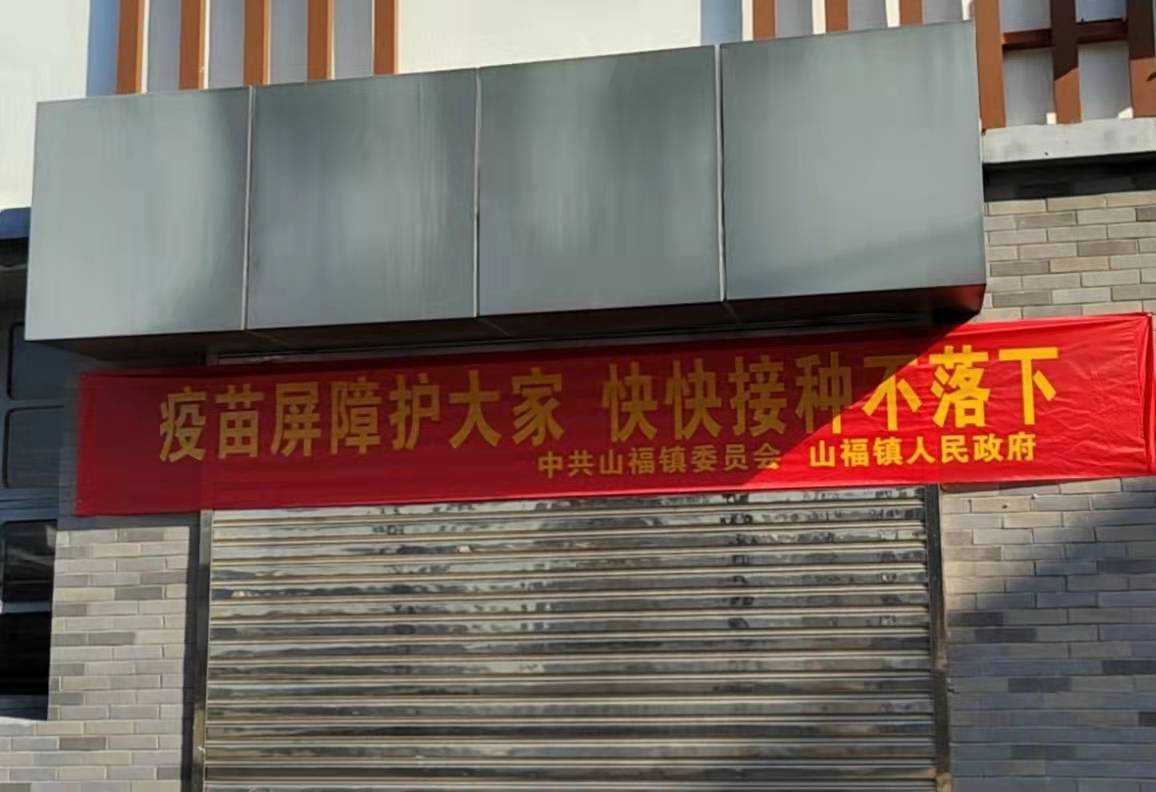 疫苗屏障护大家 快快接种不落下
中共山福镇委员会 山福镇人民政府